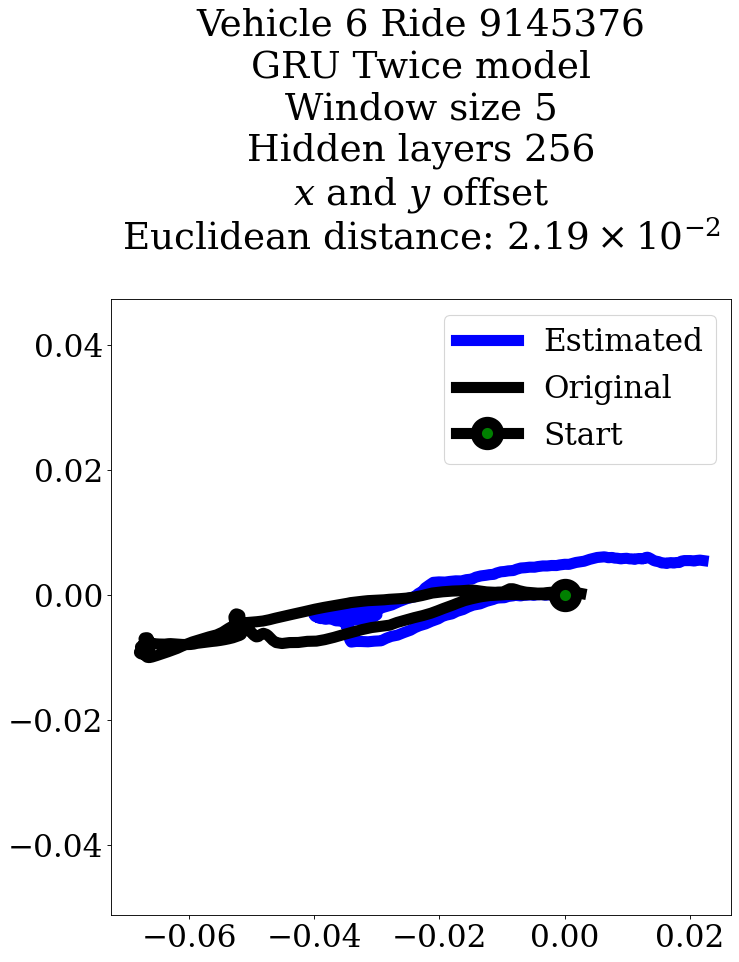 Vehicle 6 Ride 9145376
GRU Twice model
Window size 5
Hidden layers 256
x and y offset
Euclidean distance: 2.19 × 10⁻²
Estimated
Original
Start
0.04
0.02
0.00
−0.02
−0.04
−0.06 −0.04 −0.02 0.00 0.02